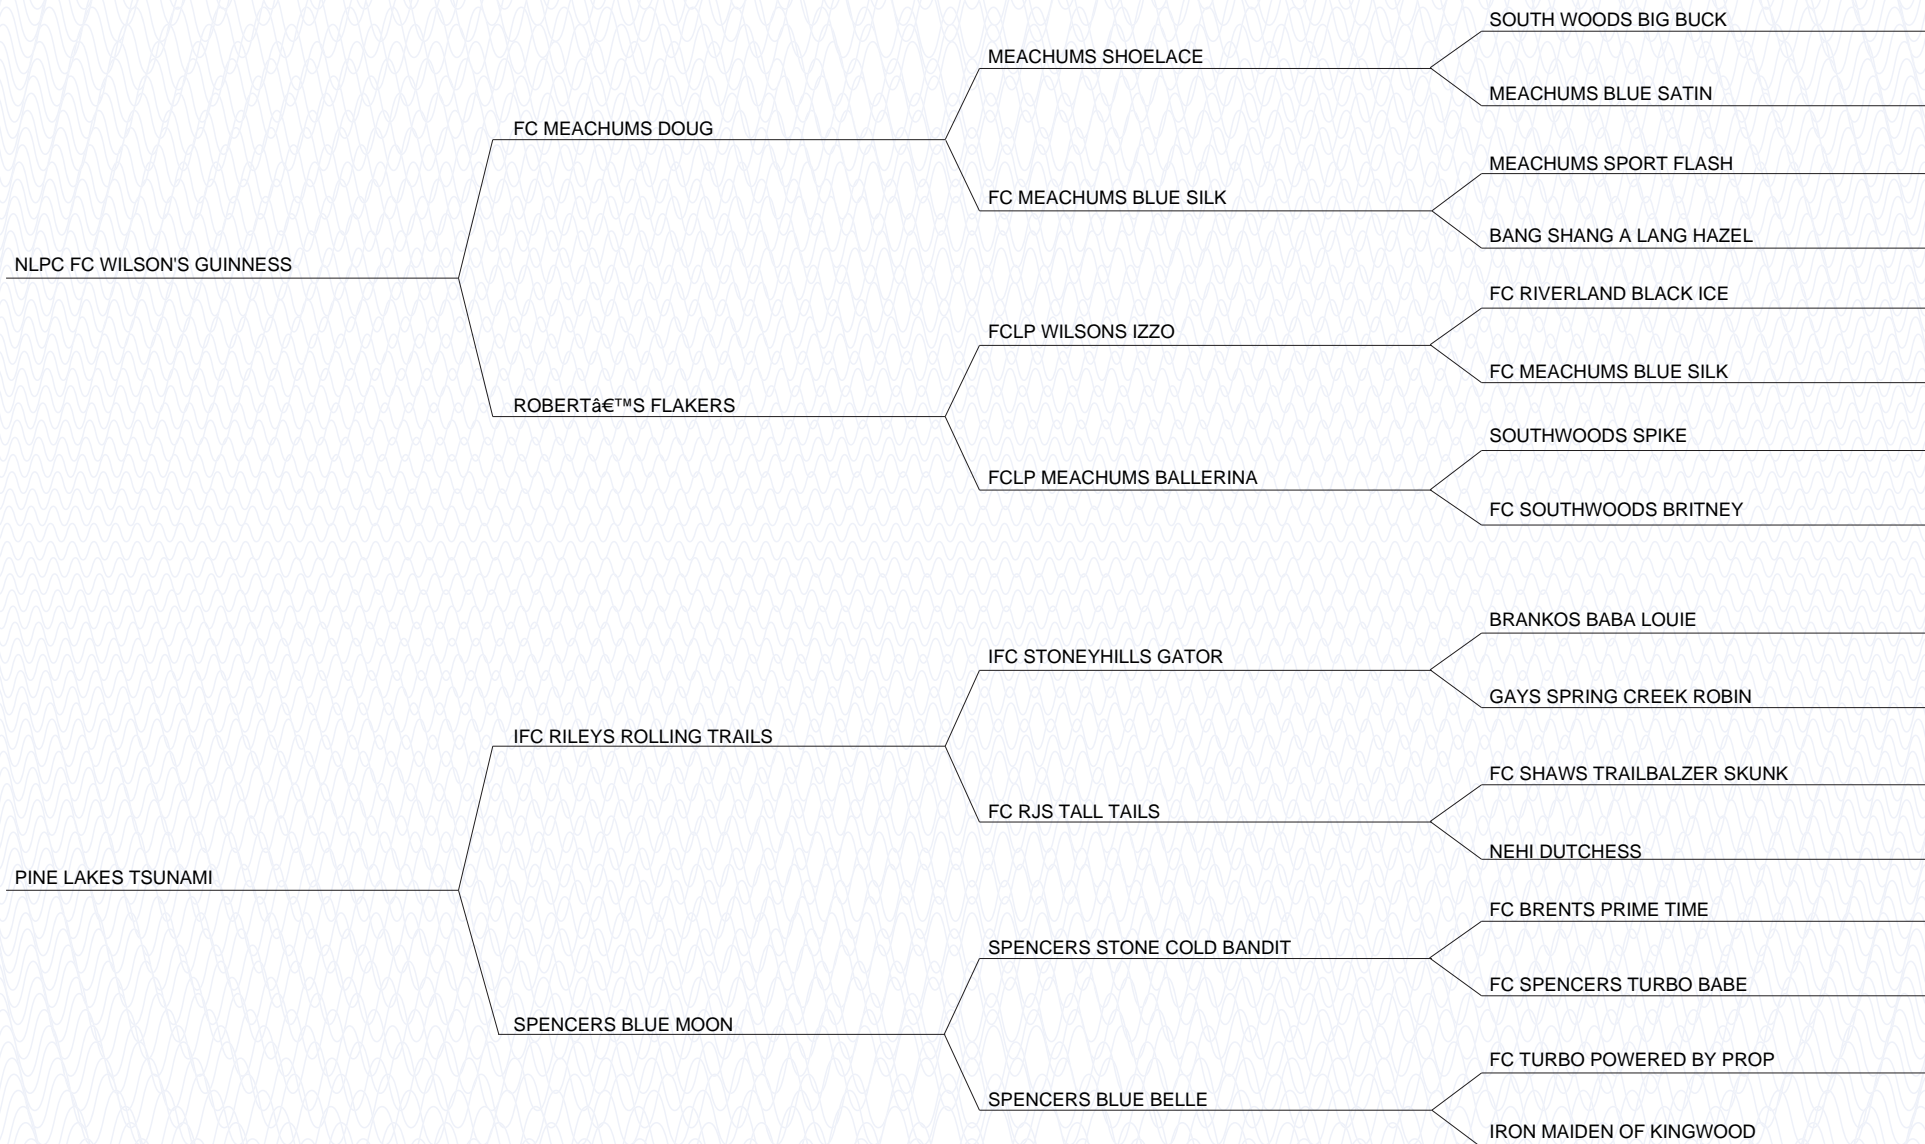 SOUTH WOODS BIG BUCK
MEACHUMS SHOELACE
MEACHUMS BLUE SATIN
FC MEACHUMS DOUG
MEACHUMS SPORT FLASH
FC MEACHUMS BLUE SILK
BANG SHANG A LANG HAZEL
NLPC FC WILSON'S GUINNESS
FC RIVERLAND BLACK ICE
FCLP WILSONS IZZO
FC MEACHUMS BLUE SILK
ROBERTâ€™S FLAKERS
SOUTHWOODS SPIKE
FCLP MEACHUMS BALLERINA
FC SOUTHWOODS BRITNEY
BRANKOS BABA LOUIE
IFC STONEYHILLS GATOR
GAYS SPRING CREEK ROBIN
IFC RILEYS ROLLING TRAILS
FC SHAWS TRAILBALZER SKUNK
FC RJS TALL TAILS
NEHI DUTCHESS
PINE LAKES TSUNAMI
FC BRENTS PRIME TIME
SPENCERS STONE COLD BANDIT
FC SPENCERS TURBO BABE
SPENCERS BLUE MOON
FC TURBO POWERED BY PROP
SPENCERS BLUE BELLE
IRON MAIDEN OF KINGWOOD